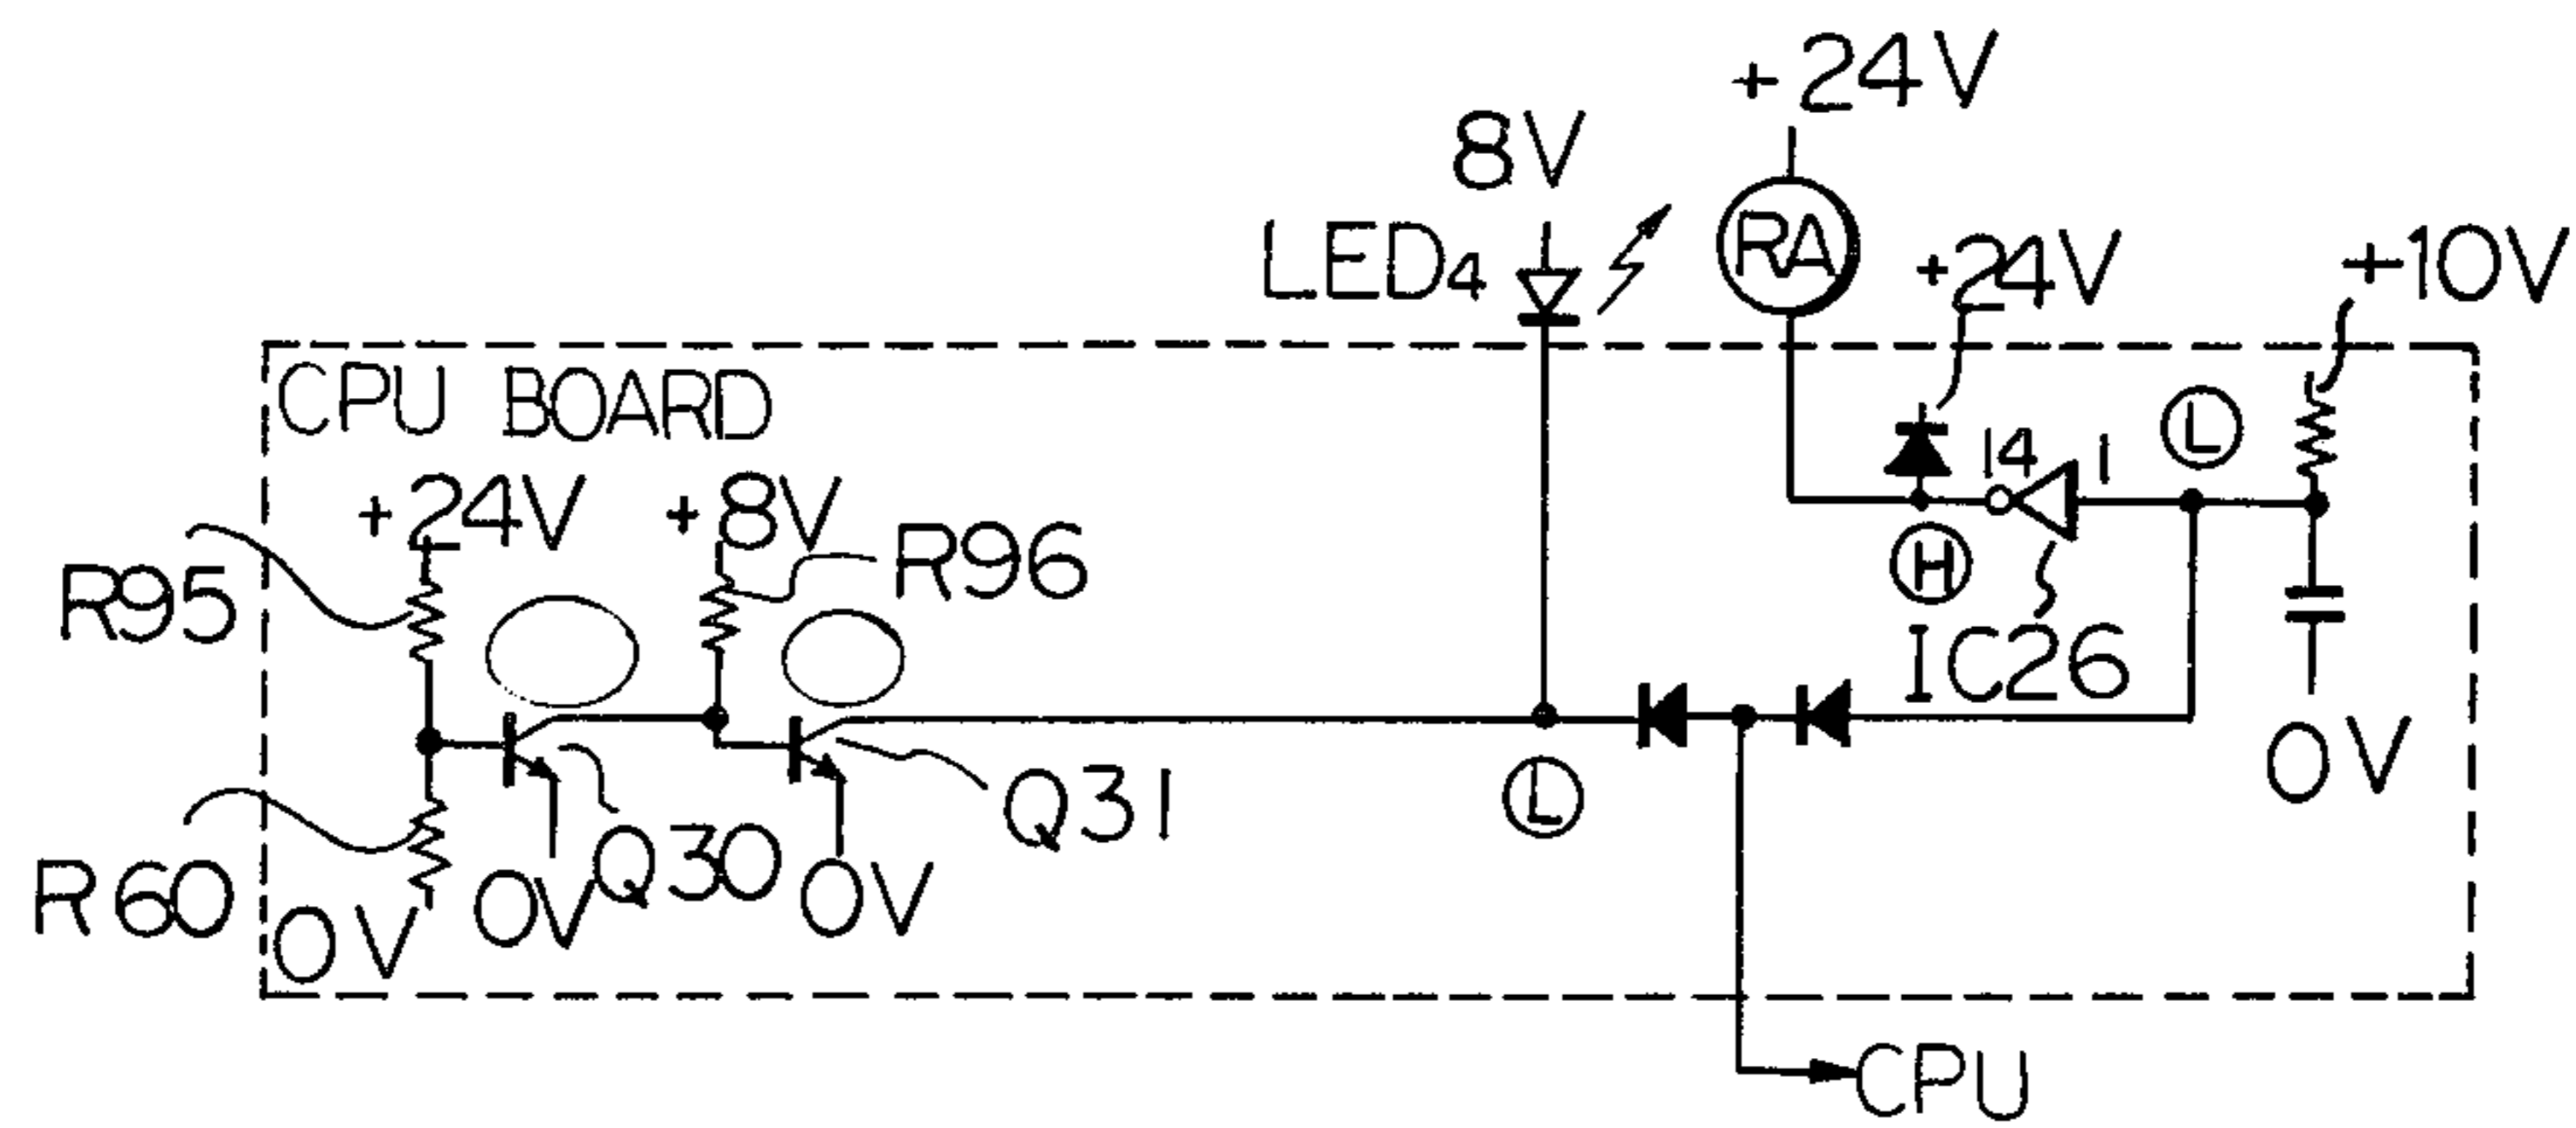 +24V
8V
LED4
RA
+24V
+10V
CPU BOARD
14
1
L
+24V
+8V
R96
R95
H
IC26
Q31
L
0V
R60
0V
0V
Q30
0V
CPU